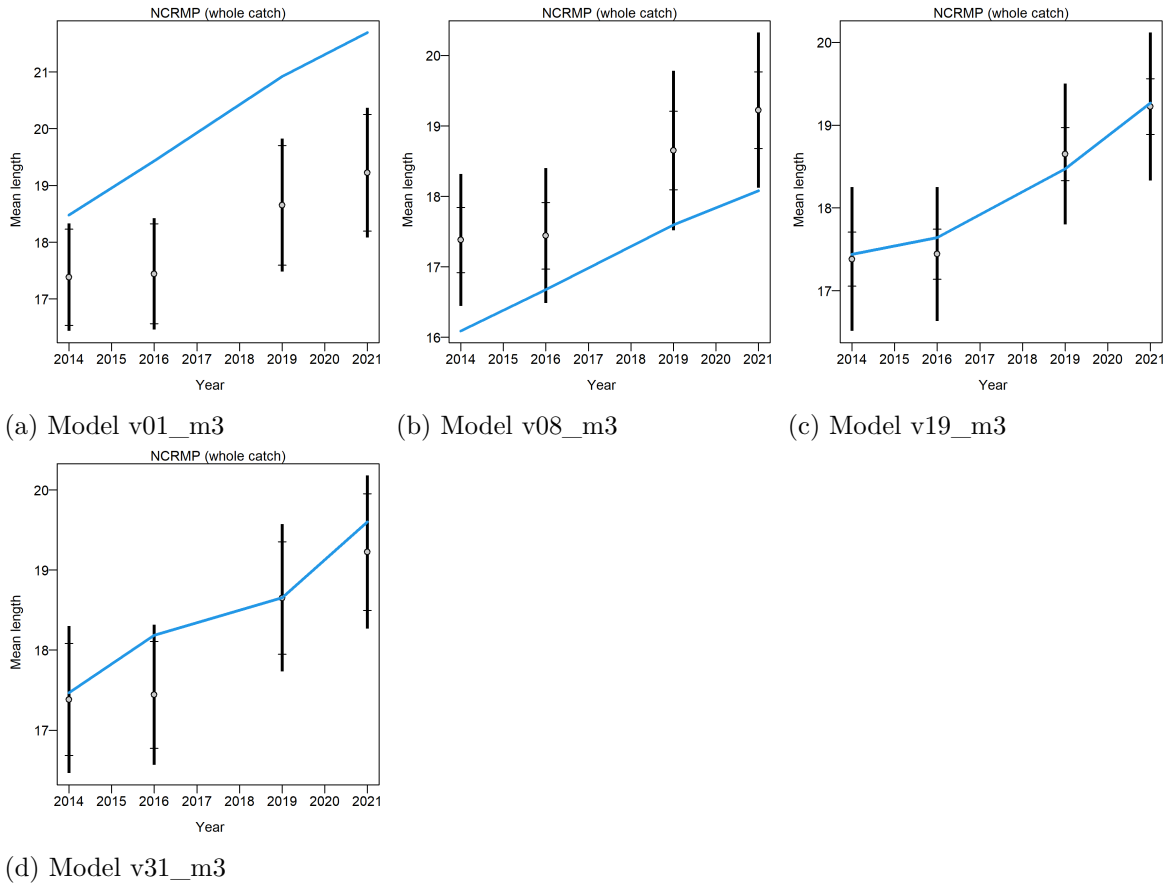 NCRMP (whole catch)
Mean length
21
20
19
18
17
2014 2015 2016 2017 2018 2019 2020 2021
Year
(a) Model v01_m3
NCRMP (whole catch)
Mean length
20
19
18
17
16
2014 2015 2016 2017 2018 2019 2020 2021
Year
(b) Model v08_m3
NCRMP (whole catch)
Mean length
20
19
18
17
2014 2015 2016 2017 2018 2019 2020 2021
Year
(c) Model v19_m3
NCRMP (whole catch)
Mean length
20
19
18
17
2014 2015 2016 2017 2018 2019 2020 2021
Year
(d) Model v31_m3